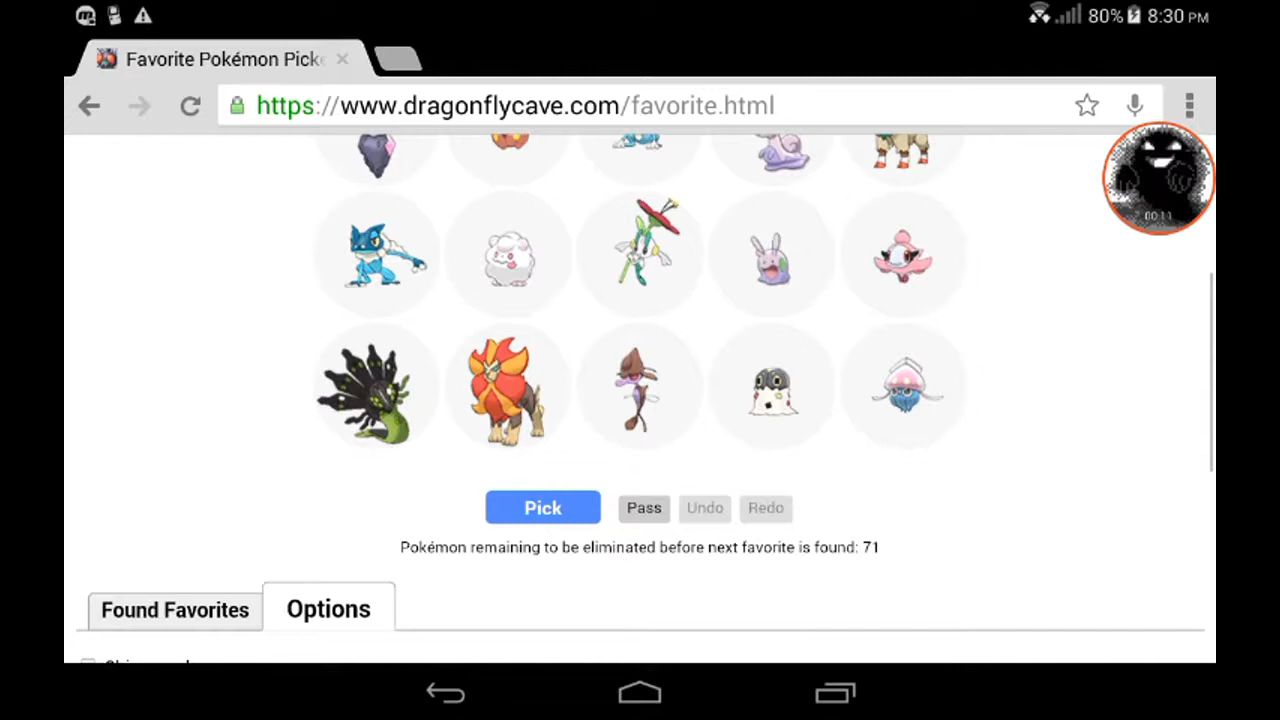 80% 8:30 PM
Favorite Pokémon Pick
https://www.dragonflycave.com/favorite.html
00:11
Pick Pass Undo Redo
Pokémon remaining to be eliminated before next favorite is found: 71
Found Favorites Options